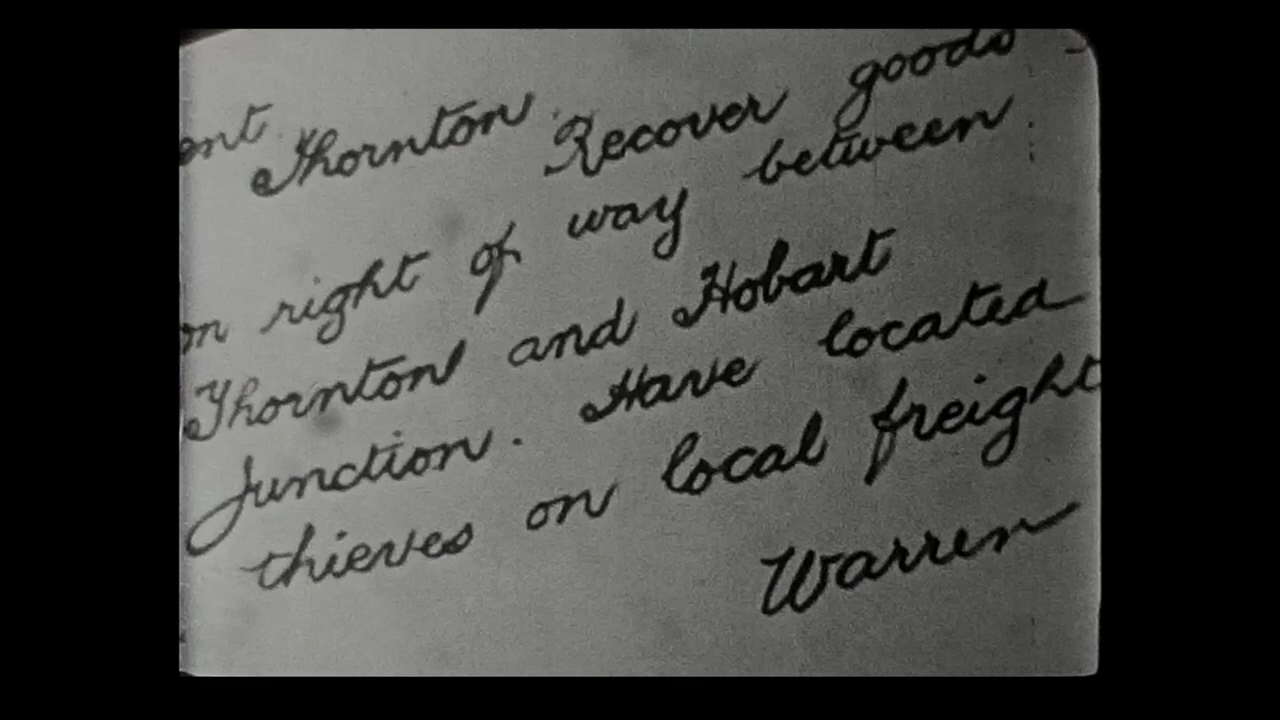 ent Thornton.
Recover goods
on right of way between
Thornton and Hobart
Junction. Have located
thieves on local freight
Warren